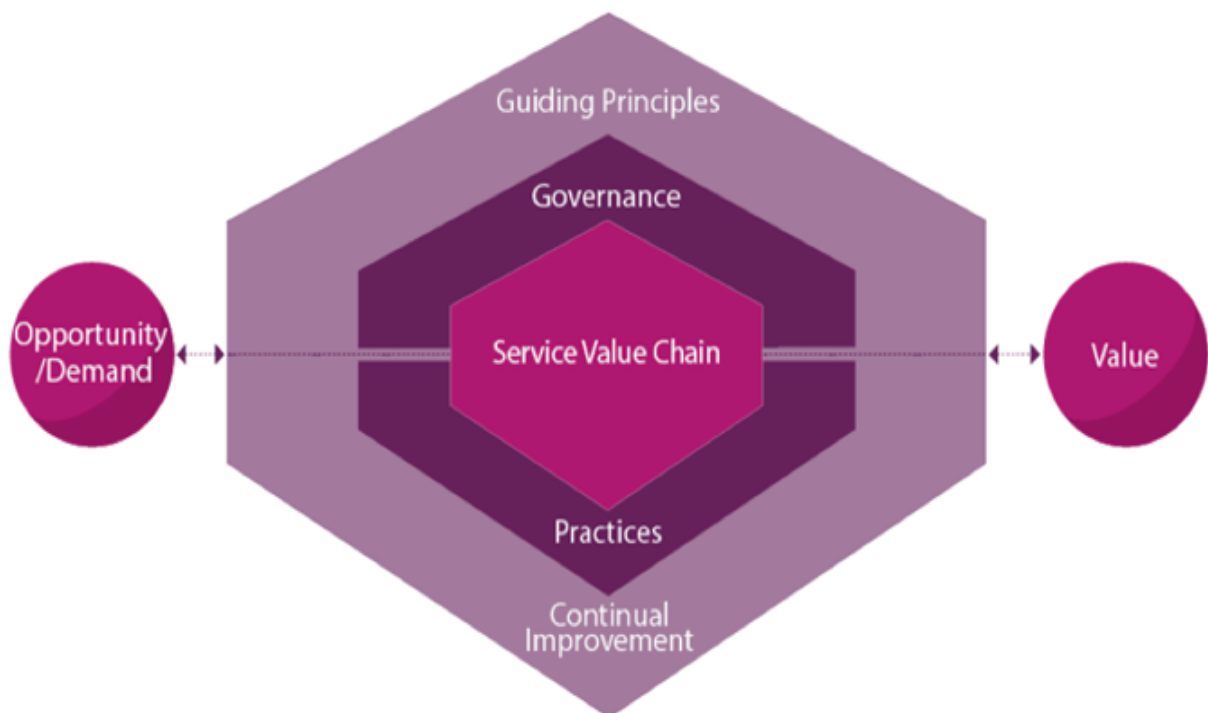 Guiding Principles
Governance
Opportunity
/Demand
Service Value Chain
Value
Practices
Continual
Improvement